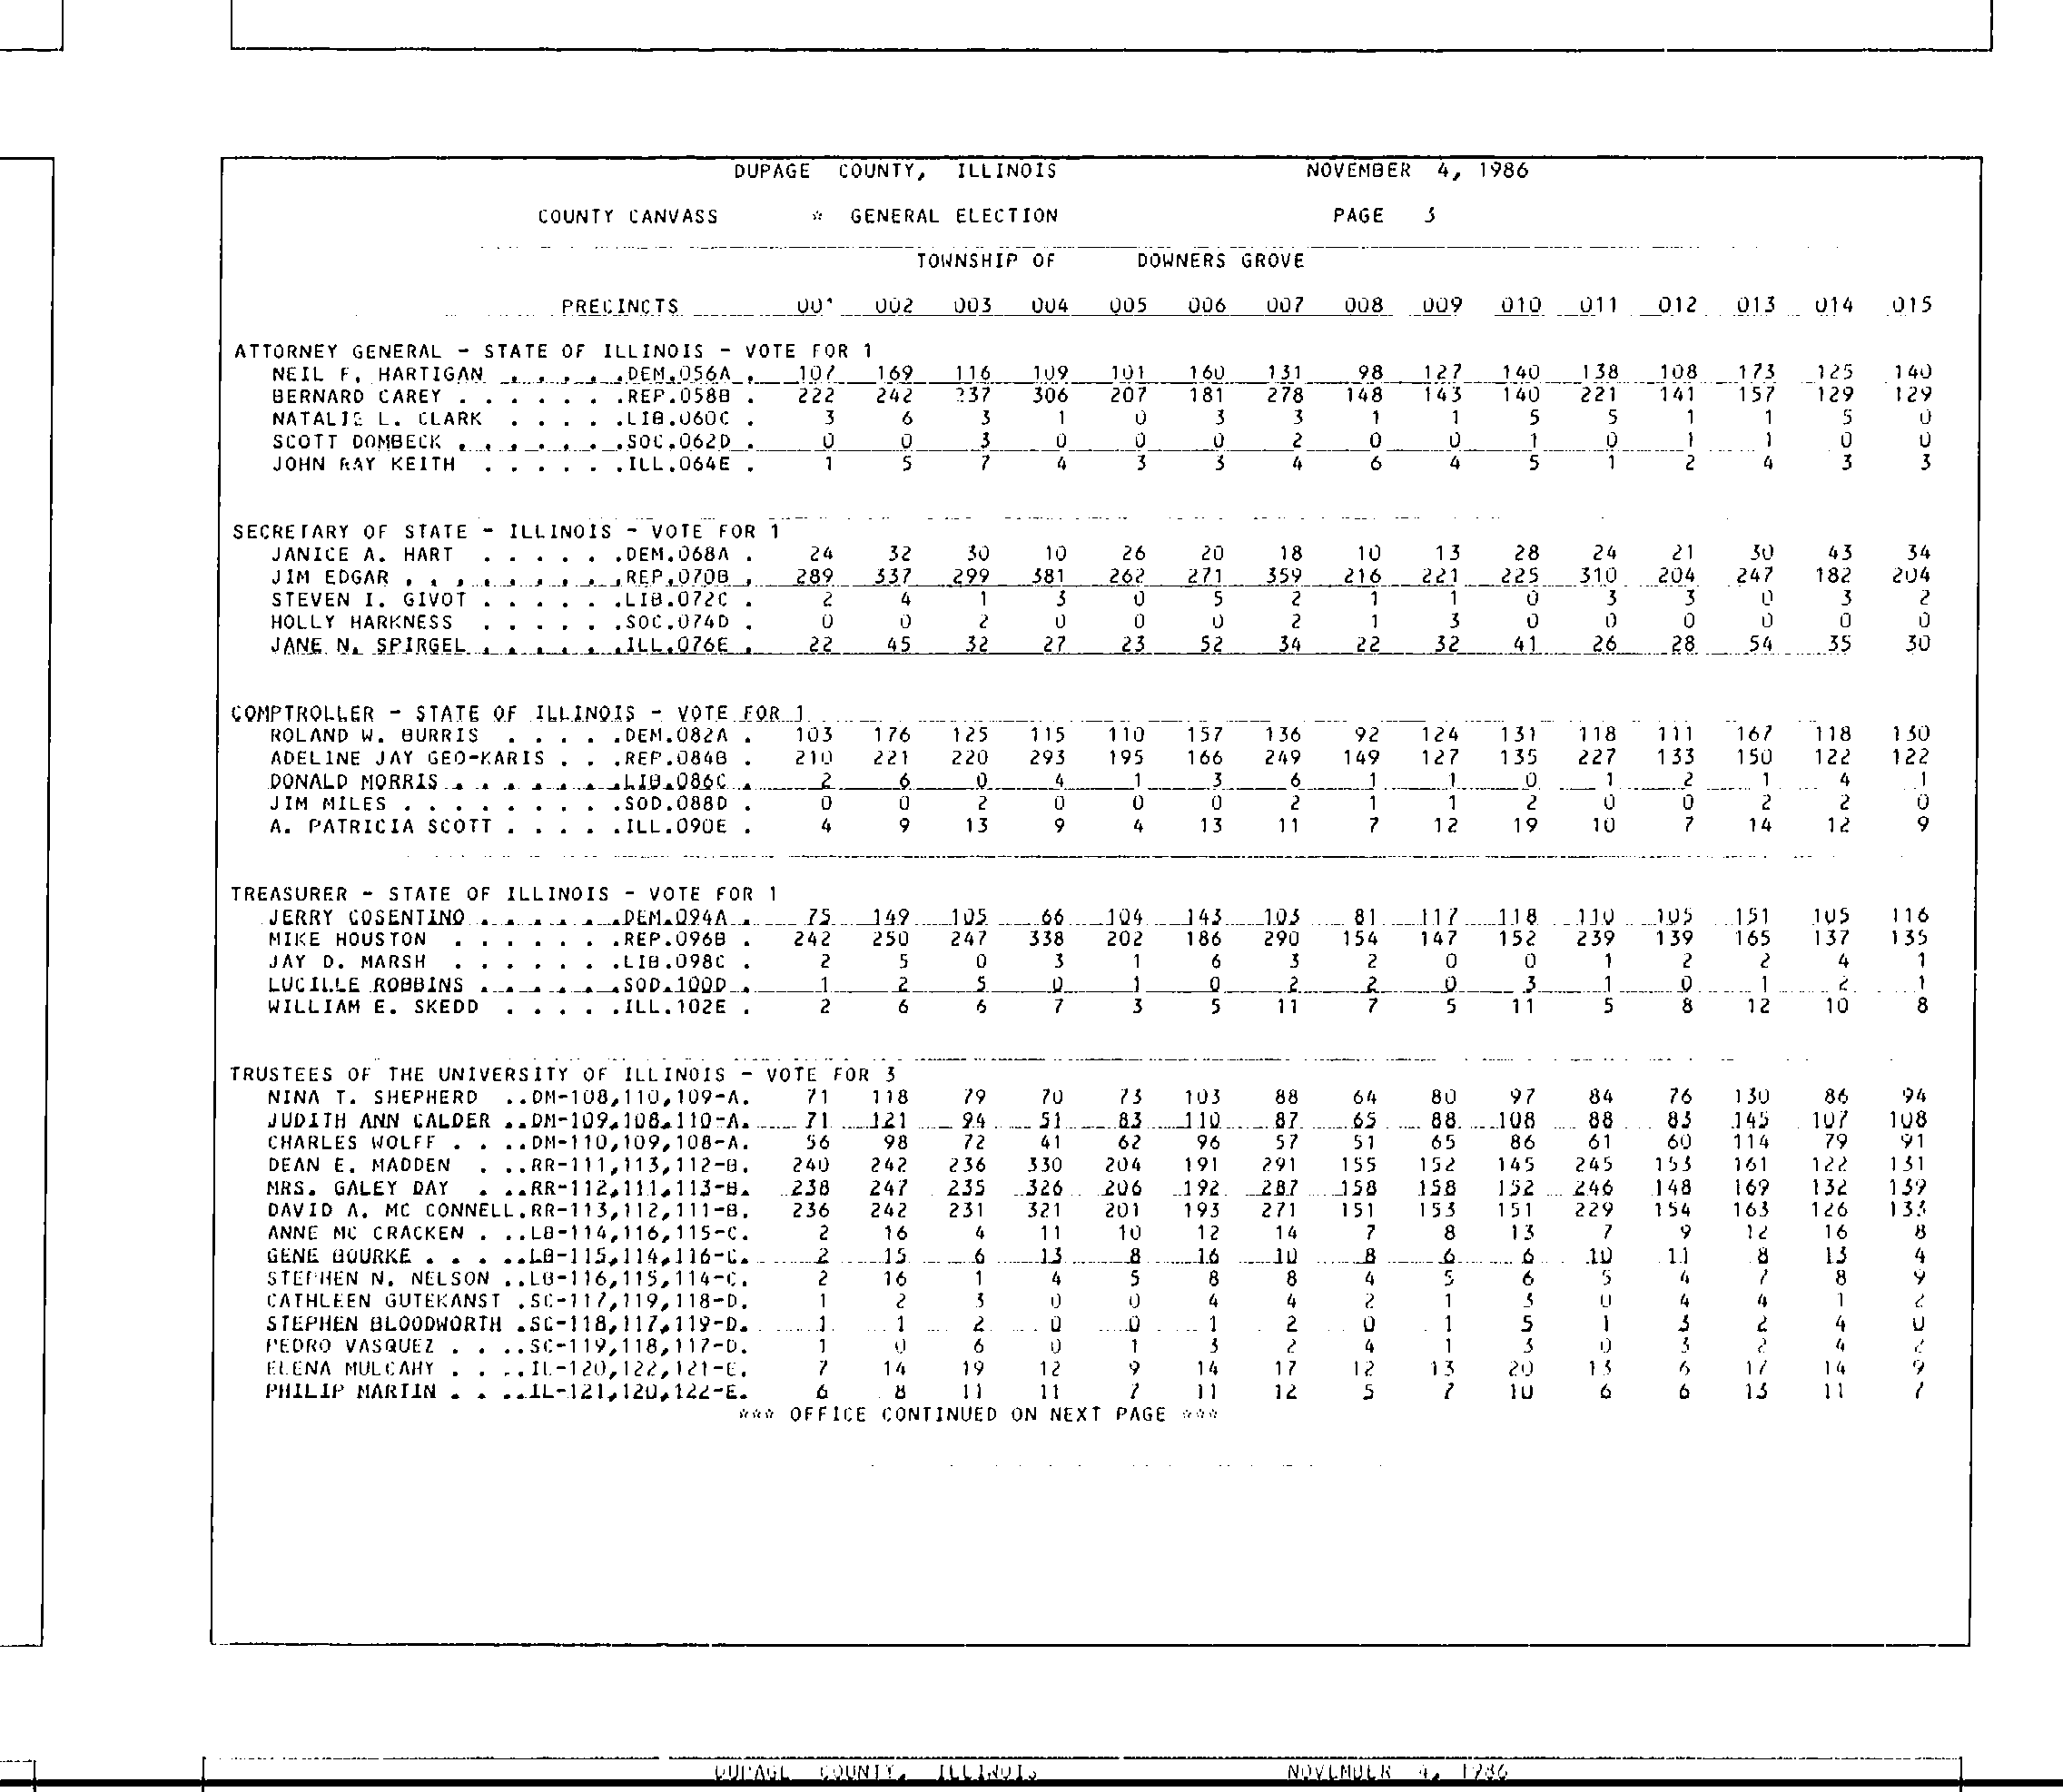 DUPAGE COUNTY, ILLINOIS NOVEMBER 4, 1986
COUNTY CANVASS * GENERAL ELECTION PAGE 3
TOWNSHIP OF DOWNERS GROVE
PRECINCTS 00' 002 003 004 005 006 007 008 009 010 011 012 013 014 015
ATTORNEY GENERAL - STATE OF ILLINOIS - VOTE FOR 1
NEIL F. HARTIGAN . . . . . .DEM.056A . 107 169 116 109 101 160 131 98 127 140 138 108 173 125 140
BERNARD CAREY . . . . . . .REP.058B . 222 242 237 306 207 181 278 148 143 140 221 141 157 129 129
NATALIE L. CLARK . . . . .LIB.060C . 3 6 3 1 0 3 3 1 1 5 5 1 1 5 0
SCOTT DOMBECK . . . . . . .SOC.062D . 0 0 3 0 0 0 2 0 0 1 0 1 1 0 0
JOHN RAY KEITH . . . . . .ILL.064E . 1 5 7 4 3 3 4 6 4 5 1 2 4 3 3
SECRETARY OF STATE - ILLINOIS - VOTE FOR 1
JANICE A. HART . . . . . .DEM.068A . 24 32 30 10 26 20 18 10 13 28 24 21 30 43 34
JIM EDGAR . . . . . . . . .REP.070B . 289 337 299 381 262 271 359 216 221 225 310 204 247 182 204
STEVEN I. GIVOT . . . . . .LIB.072C . 2 4 1 3 0 5 2 1 1 0 3 3 0 3 2
HOLLY HARKNESS . . . . . .SOC.074D . 0 0 2 0 0 0 2 1 3 0 0 0 0 0 0
JANE N. SPIRGEL . . . . . .ILL.076E . 22 45 32 27 23 52 34 22 32 41 26 28 54 35 30
COMPTROLLER - STATE OF ILLINOIS - VOTE FOR 1
ROLAND W. BURRIS . . . . .DEM.082A . 103 176 125 115 110 157 136 92 124 131 118 111 167 118 130
ADELINE JAY GEO-KARIS . . .REP.084B . 210 221 220 293 195 166 249 149 127 135 227 133 150 122 122
DONALD MORRIS . . . . . . .LIB.086C . 2 6 0 4 1 3 6 1 1 0 1 2 1 4 1
JIM MILES . . . . . . . . .SOD.088D . 0 0 2 0 0 0 2 1 1 2 0 0 2 2 0
A. PATRICIA SCOTT . . . . .ILL.090E . 4 9 13 9 4 13 11 7 12 19 10 7 14 12 9
TREASURER - STATE OF ILLINOIS - VOTE FOR 1
JERRY COSENTINO . . . . . .DEM.094A . 75 149 105 66 104 143 103 81 117 118 110 105 151 105 116
MIKE HOUSTON . . . . . . .REP.096B . 242 250 247 338 202 186 290 154 147 152 239 139 165 137 135
JAY D. MARSH . . . . . . .LIB.098C . 2 5 0 3 1 6 3 2 0 0 1 2 2 4 1
LUCILLE ROBBINS . . . . . .SOD.100D . 1 2 5 0 1 0 2 2 0 3 1 0 1 2 1
WILLIAM E. SKEDD . . . . .ILL.102E . 2 6 6 7 3 5 11 7 5 11 5 8 12 10 8
TRUSTEES OF THE UNIVERSITY OF ILLINOIS - VOTE FOR 3
NINA T. SHEPHERD ..DM-108,110,109-A. 71 118 79 70 73 103 88 64 80 97 84 76 130 86 94
JUDITH ANN CALDER ..DM-109,108,110-A. 71 121 94 51 83 110 87 65 88 108 88 83 145 107 108
CHARLES WOLFF . . ..DM-110,109,108-A. 56 98 72 41 62 96 57 51 65 86 61 60 114 79 91
DEAN E. MADDEN . ..RR-111,113,112-B. 240 242 236 330 204 191 291 155 152 145 245 153 161 122 131
MRS. GALEY DAY . ..RR-112,111,113-B. 238 247 235 326 206 192 287 158 158 152 246 148 169 132 139
DAVID A. MC CONNELL.RR-113,112,111-B. 236 242 231 321 201 193 271 151 153 151 229 154 163 126 133
ANNE MC CRACKEN . ..LB-114,116,115-C. 2 16 4 11 10 12 14 7 8 13 7 9 12 16 8
GENE BOURKE . . . ..LB-115,114,116-C. 2 15 6 13 8 16 10 8 6 6 10 11 8 13 4
STEPHEN N. NELSON ..LB-116,115,114-C. 2 16 1 4 5 8 8 4 5 6 5 4 7 8 9
CATHLEEN GUTEKANST .SC-117,119,118-D. 1 2 3 0 0 4 4 2 1 3 0 4 4 1 2
STEPHEN BLOODWORTH .SC-118,117,119-D. 1 1 2 0 0 1 2 0 1 5 1 3 2 4 0
PEDRO VASQUEZ . . ..SC-119,118,117-D. 1 0 6 0 1 3 2 4 1 3 0 3 2 4 2
ELENA MULCAHY . . ..IL-120,122,121-E. 7 14 19 12 9 14 17 12 13 20 13 6 17 14 9
PHILIP MARTIN . . ..IL-121,120,122-E. 6 8 11 11 7 11 12 5 7 10 6 6 13 11 7
*** OFFICE CONTINUED ON NEXT PAGE ***
DUPAGE COUNTY, ILLINOIS NOVEMBER 4, 1986